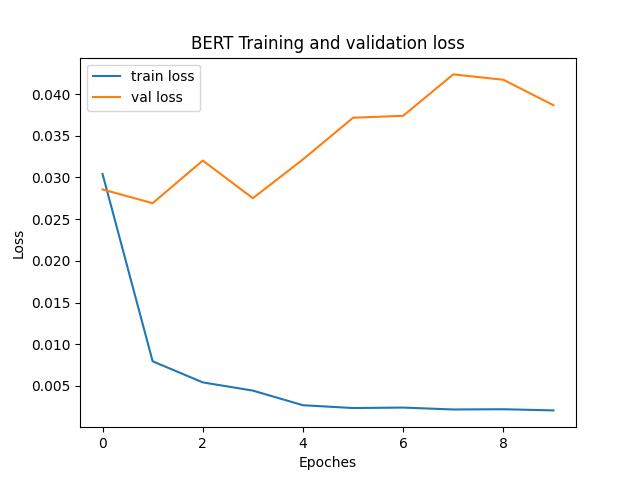 BERT Training and validation loss
train loss
val loss
0.040
0.035
0.030
0.025
0.020
0.015
0.010
0.005
Loss
0 2 4 6 8
Epoches